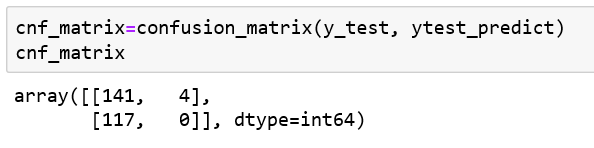 cnf_matrix=confusion_matrix(y_test, ytest_predict)
cnf_matrix
array([[141,   4],
       [117,   0]], dtype=int64)